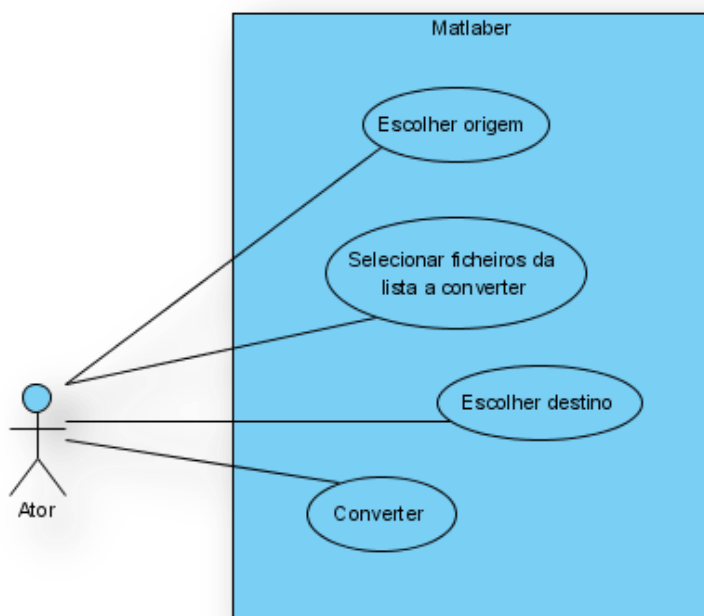 Matlaber
Escolher origem
Selecionar ficheiros da
lista a converter
Escolher destino
Converter
Ator